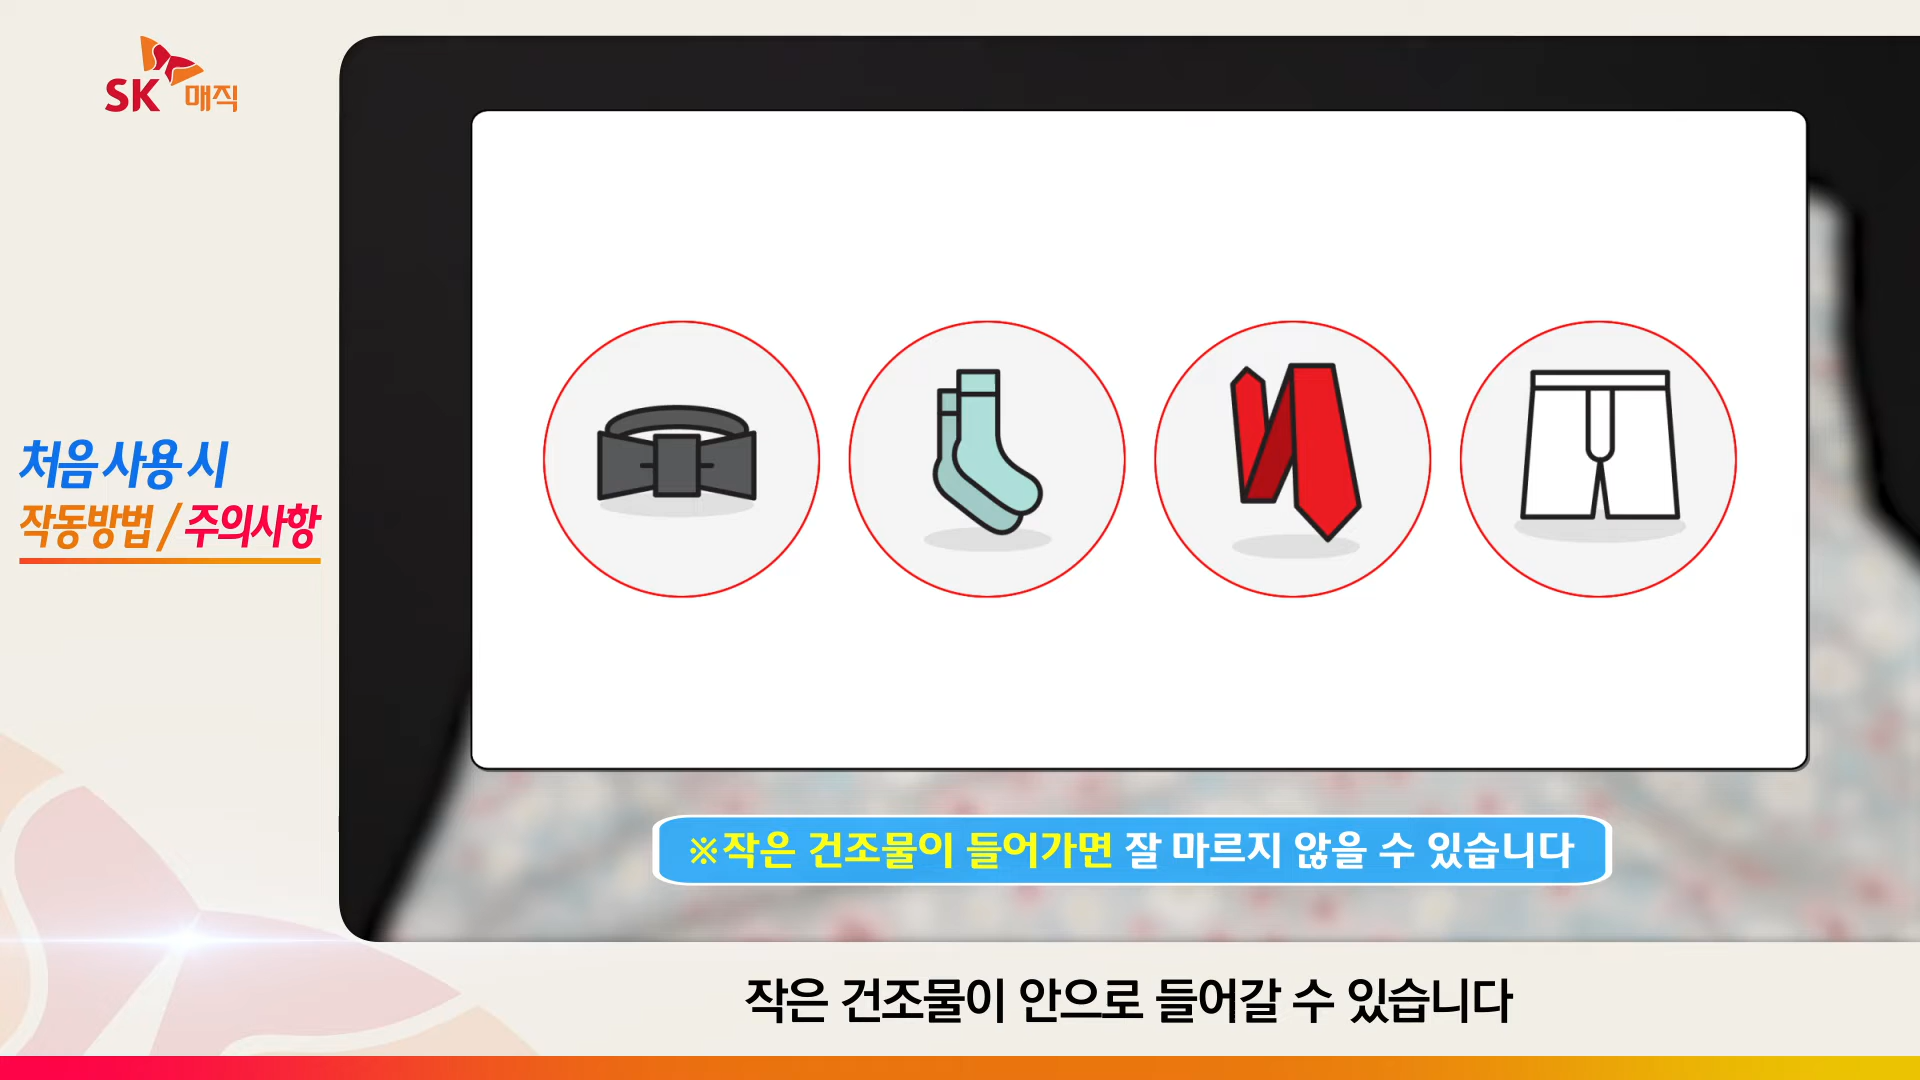 SK매직
처음 사용 시
작동방법 / 주의사항
※작은 건조물이 들어가면 잘 마르지 않을 수 있습니다
작은 건조물이 안으로 들어갈 수 있습니다